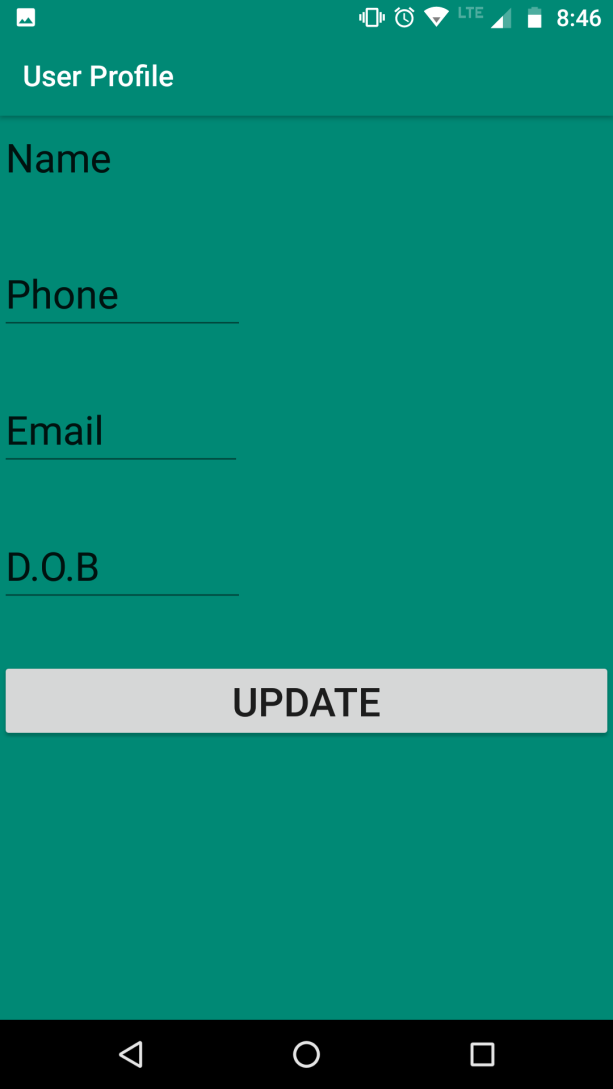 LTE 8:46
User Profile
Name
Phone
Email
D.O.B
UPDATE